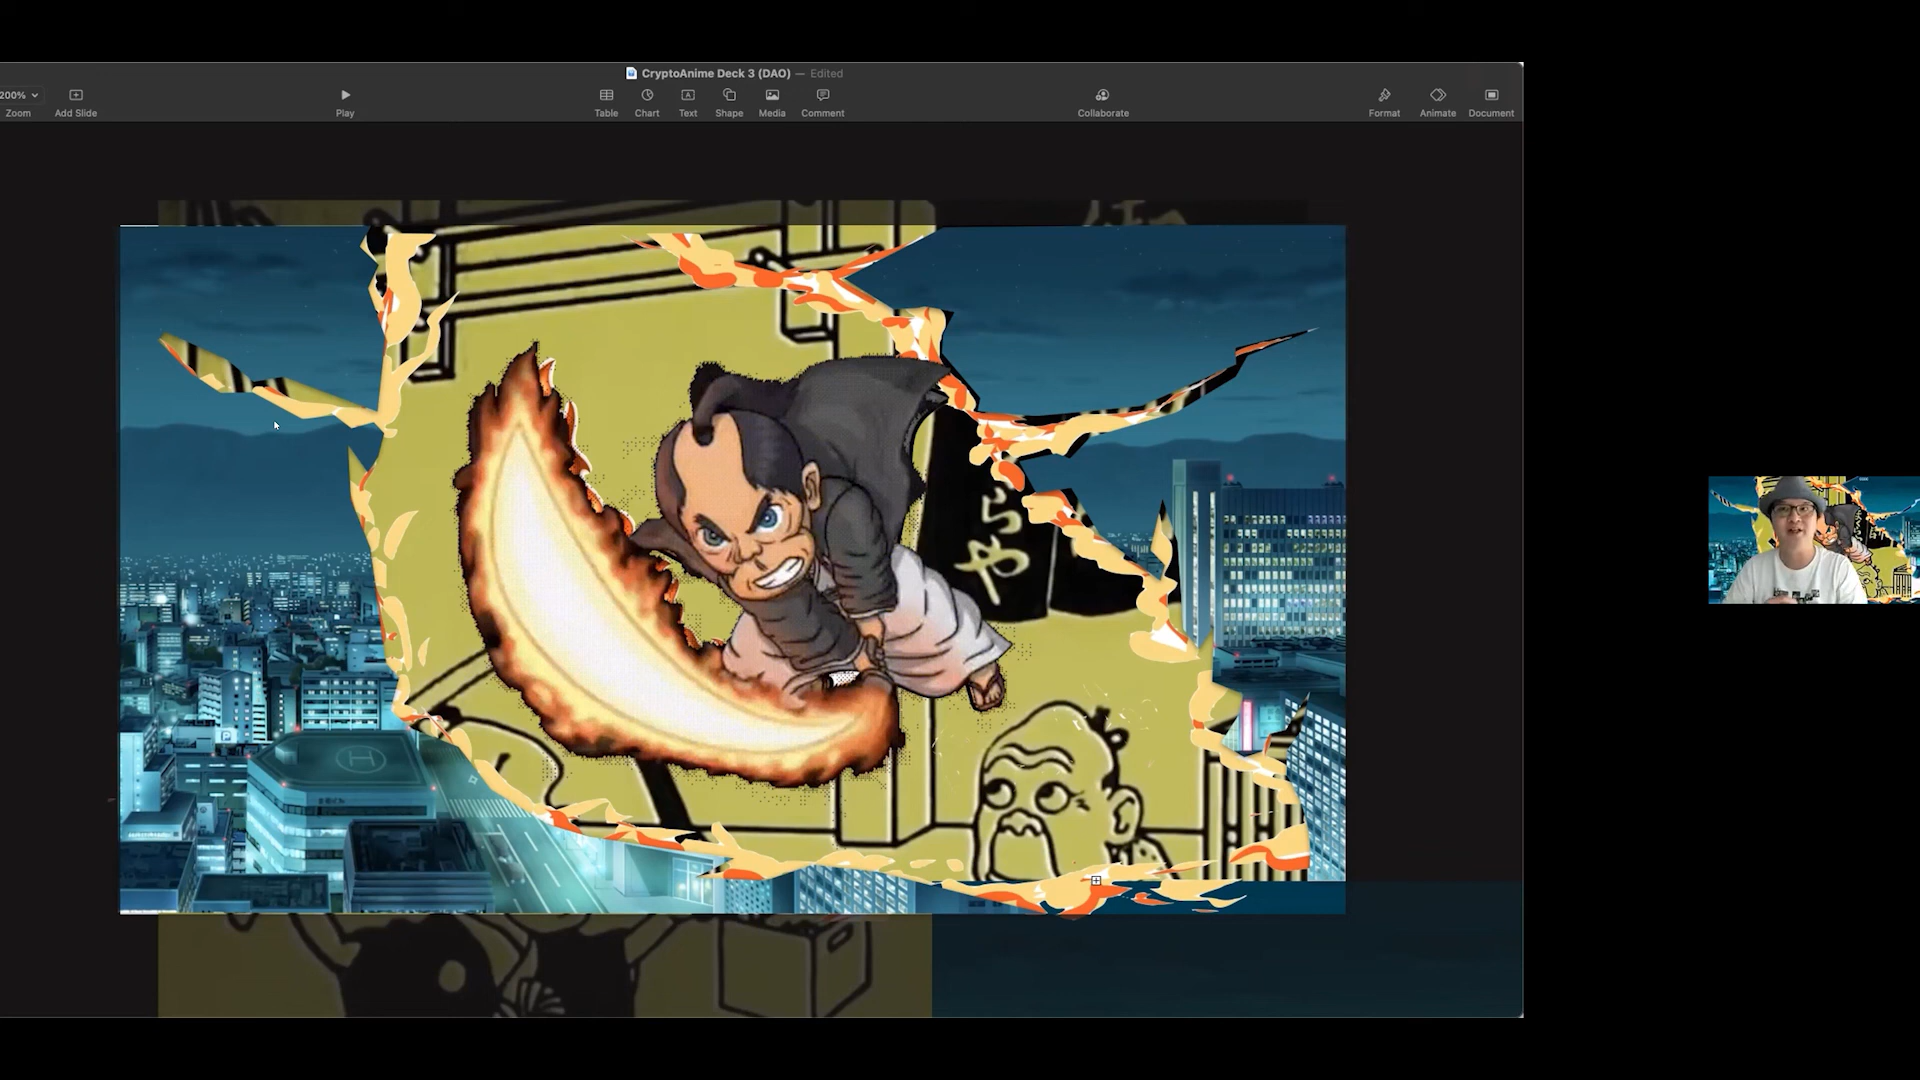 CryptoAnime Deck 3 (DAO) — Edited
200%
Zoom
Add Slide
Play
Table
Chart
Text
Shape
Media
Comment
Collaborate
Format
Animate
Document
らや
P
H